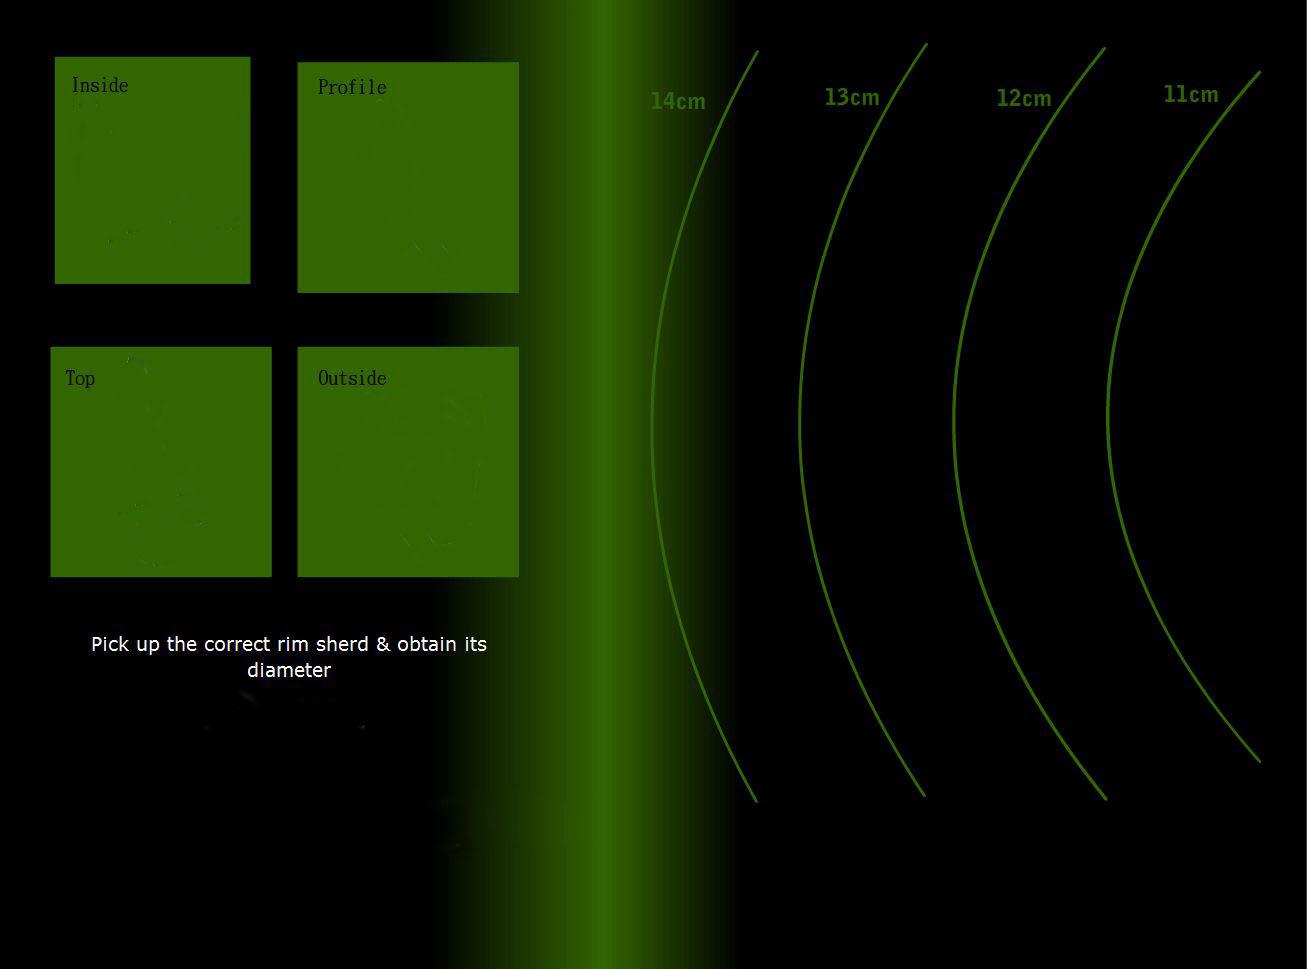 Inside
Profile
14cm
13cm
12cm
11cm
Top
Outside
Pick up the correct rim sherd & obtain its
diameter